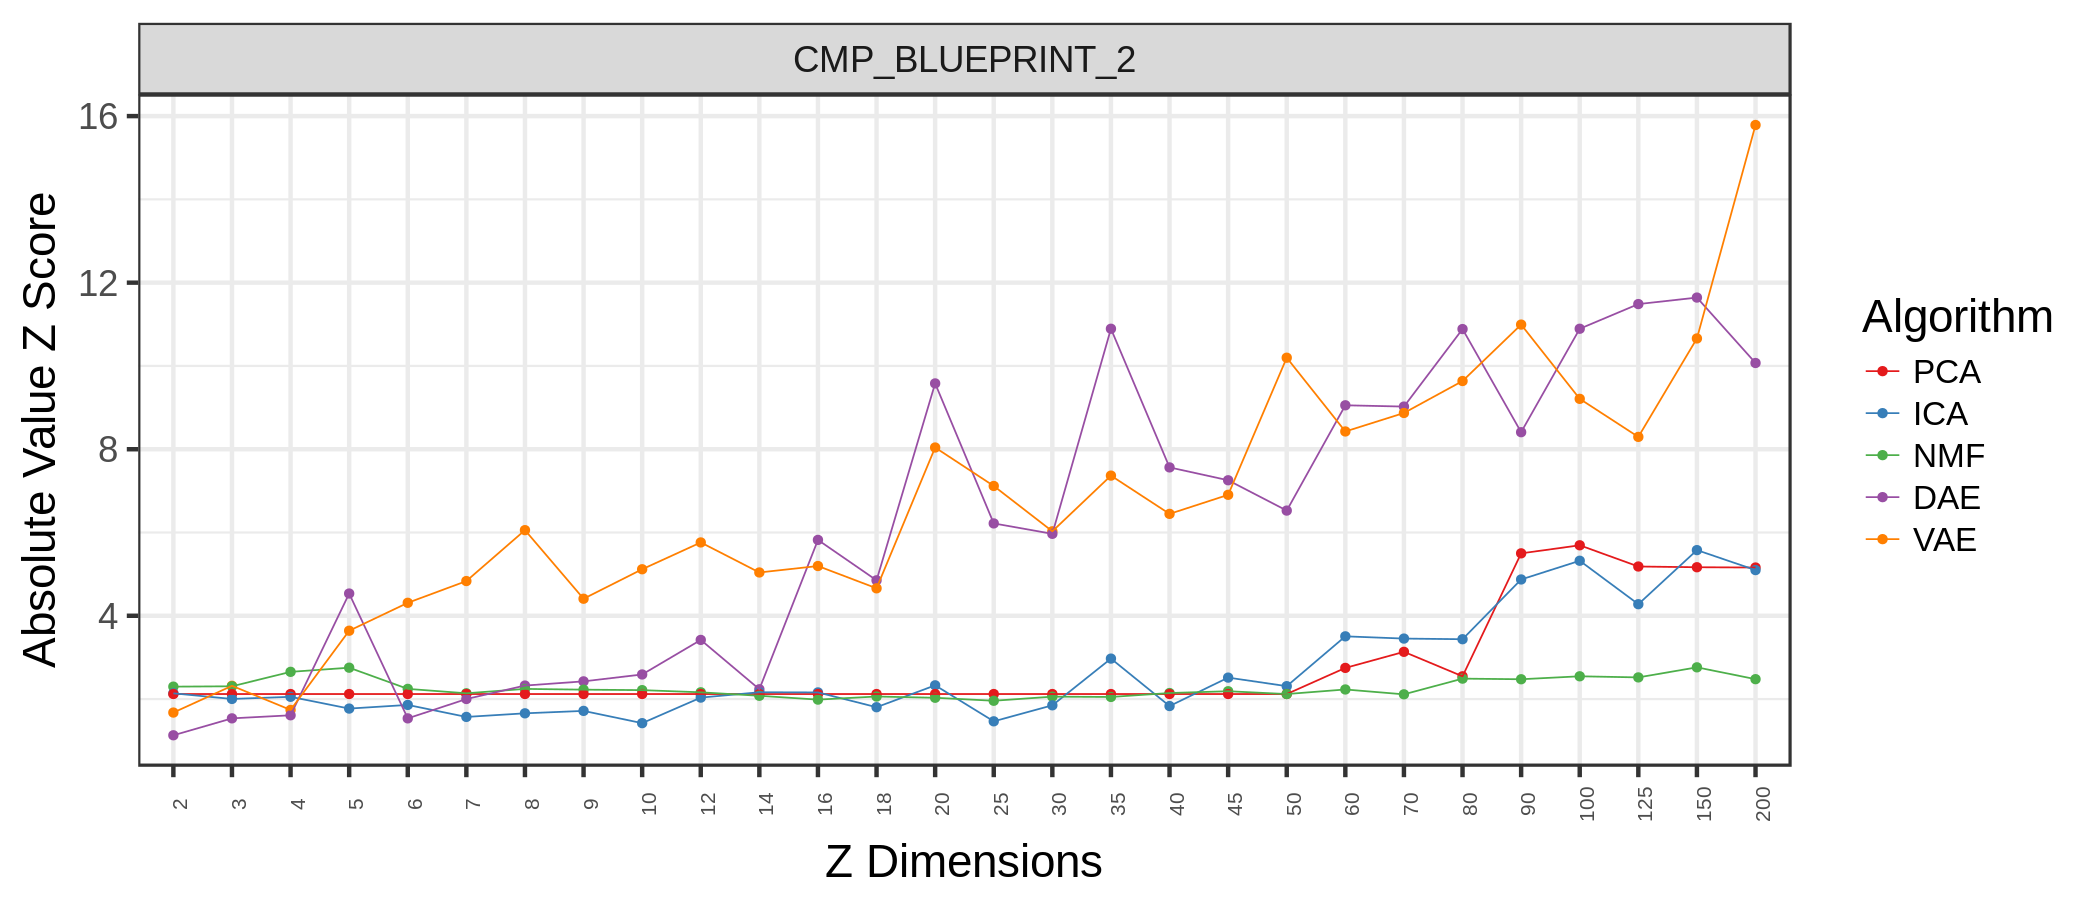 CMP_BLUEPRINT_2
16
12
8
4
Absolute Value Z Score
2 3 4 5 6 7 8 9 10 12 14 16 18 20 25 30 35 40 45 50 60 70 80 90 100 125 150 200
Z Dimensions
Algorithm
PCA
ICA
NMF
DAE
VAE